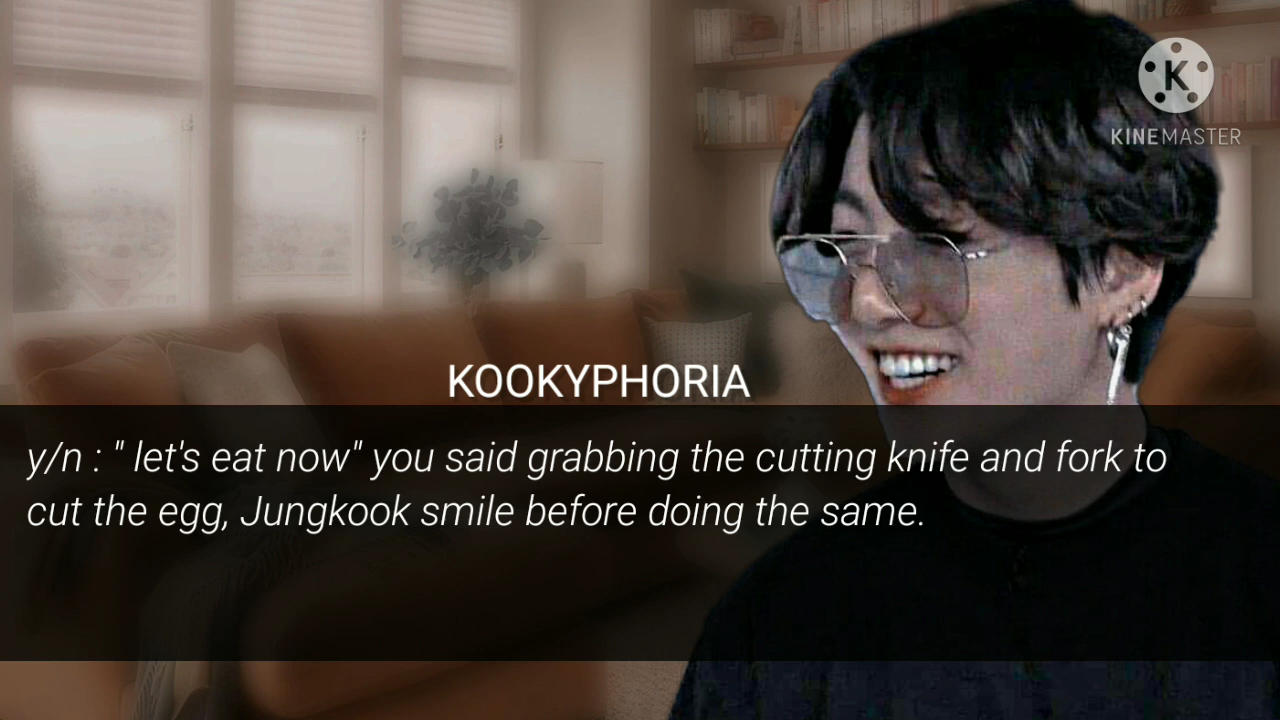 K
KINEMASTER
KOOKYPHORIA
y/n : " let's eat now" you said grabbing the cutting knife and fork to
cut the egg, Jungkook smile before doing the same.